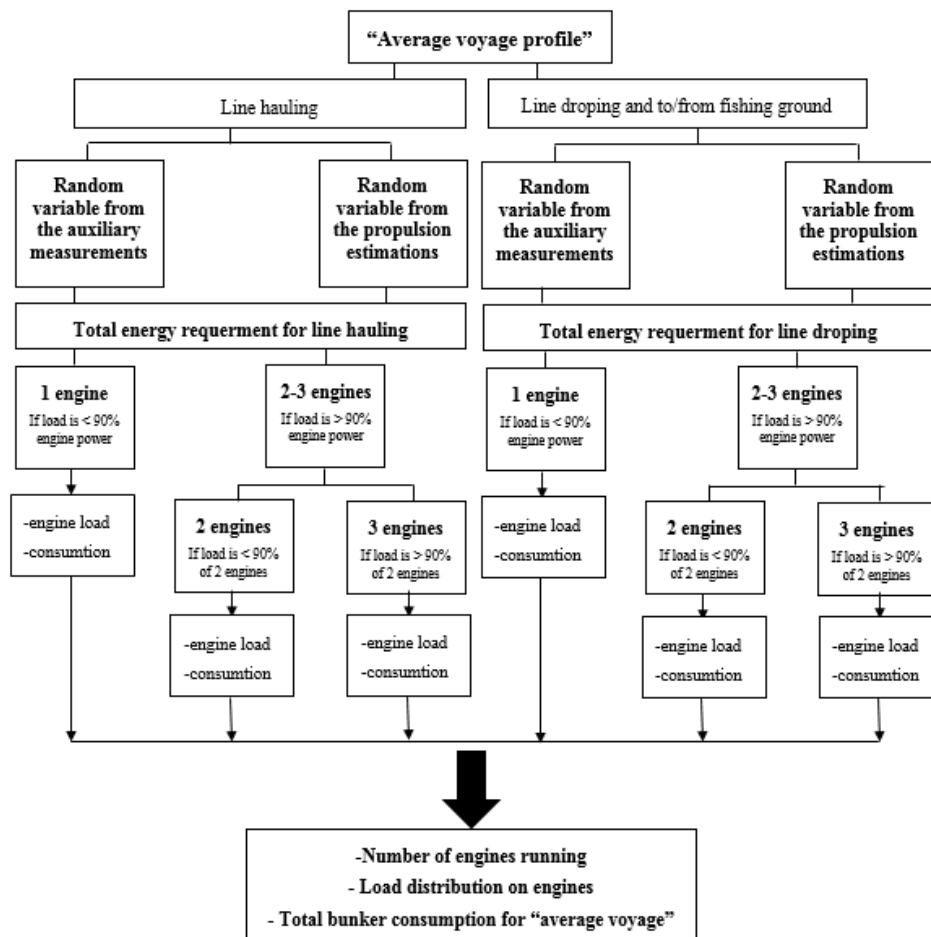 “Average voyage profile”
Line hauling
Line droping and to/from fishing ground
Random
variable from
the auxiliary
measurements
Random
variable from
the propulsion
estimations
Random
variable from
the auxiliary
measurements
Random
variable from
the propulsion
estimations
Total energy requerment for line hauling
Total energy requerment for line droping
1 engine
If load is < 90%
engine power
2-3 engines
If load is > 90%
engine power
1 engine
If load is < 90%
engine power
2-3 engines
If load is > 90%
engine power
-engine load
-consumtion
2 engines
If load is < 90%
of 2 engines
3 engines
If load is > 90%
of 2 engines
-engine load
-consumtion
2 engines
If load is < 90%
of 2 engines
3 engines
If load is > 90%
of 2 engines
-engine load
-consumtion
-engine load
-consumtion
-engine load
-consumtion
-engine load
-consumtion
-Number of engines running
- Load distribution on engines
- Total bunker consumption for “average voyage”